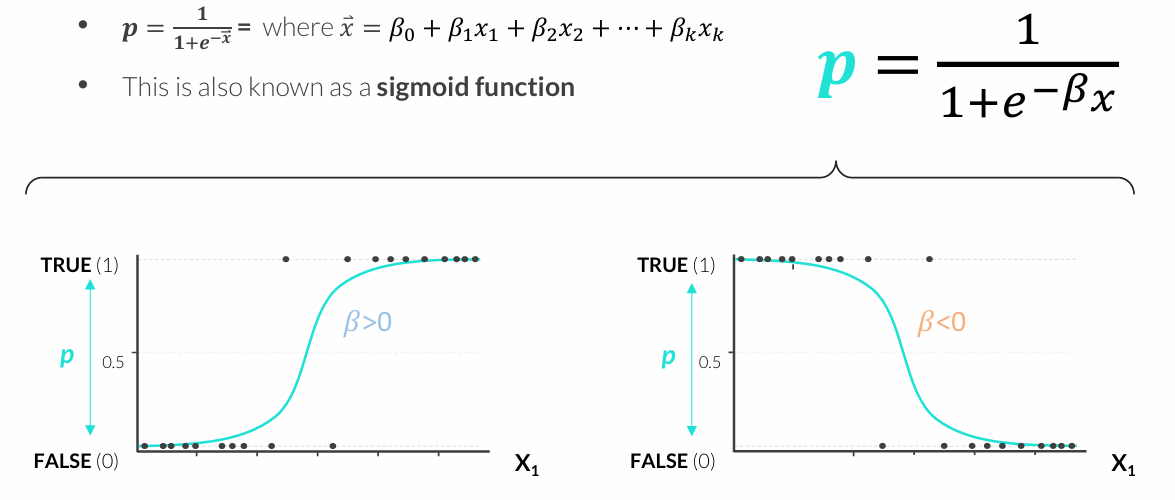 • p = 1/(1+e^(−x⃗)) = where x⃗ = β₀ + β₁x₁ + β₂x₂ + ⋯ + βₖxₖ
• This is also known as a sigmoid function
p = 1/(1+e^(−βx))
TRUE (1)
β>0
p
0.5
FALSE (0)
X₁
TRUE (1)
β<0
p
0.5
FALSE (0)
X₁